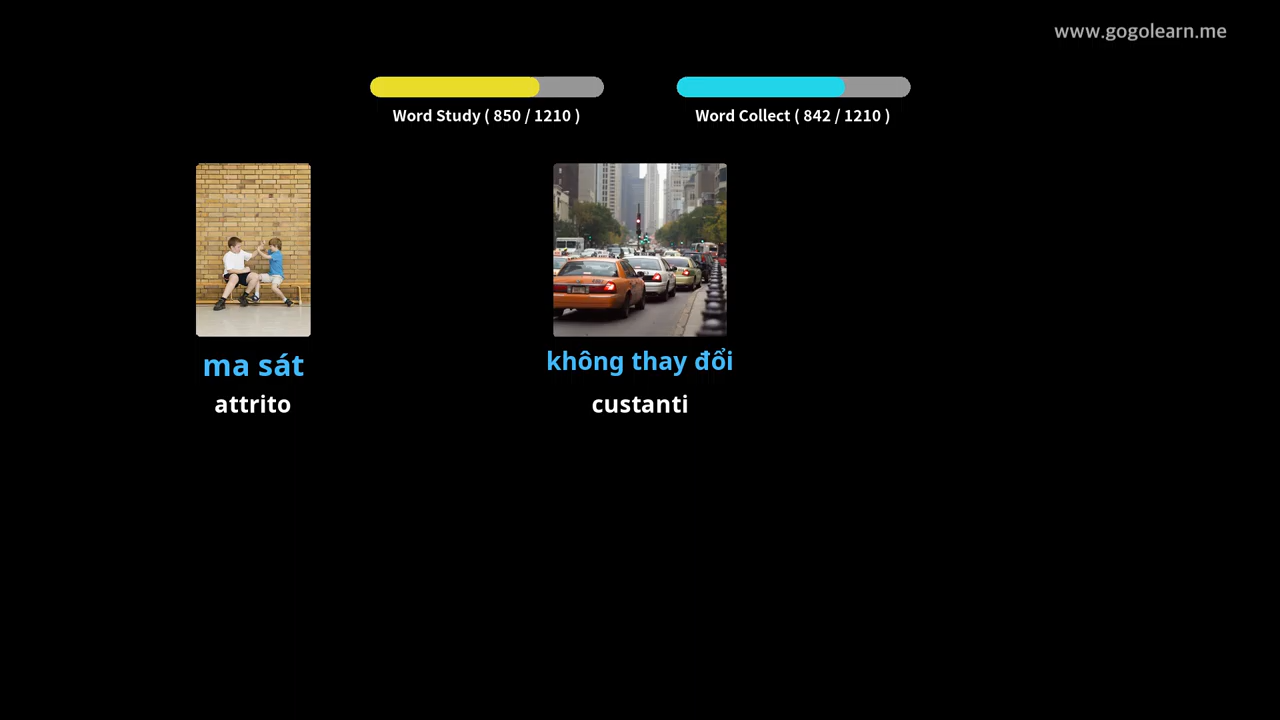 www.gogolearn.me
Word Study ( 850 / 1210 )
Word Collect ( 842 / 1210 )
ma sát
attrito
không thay đổi
custanti